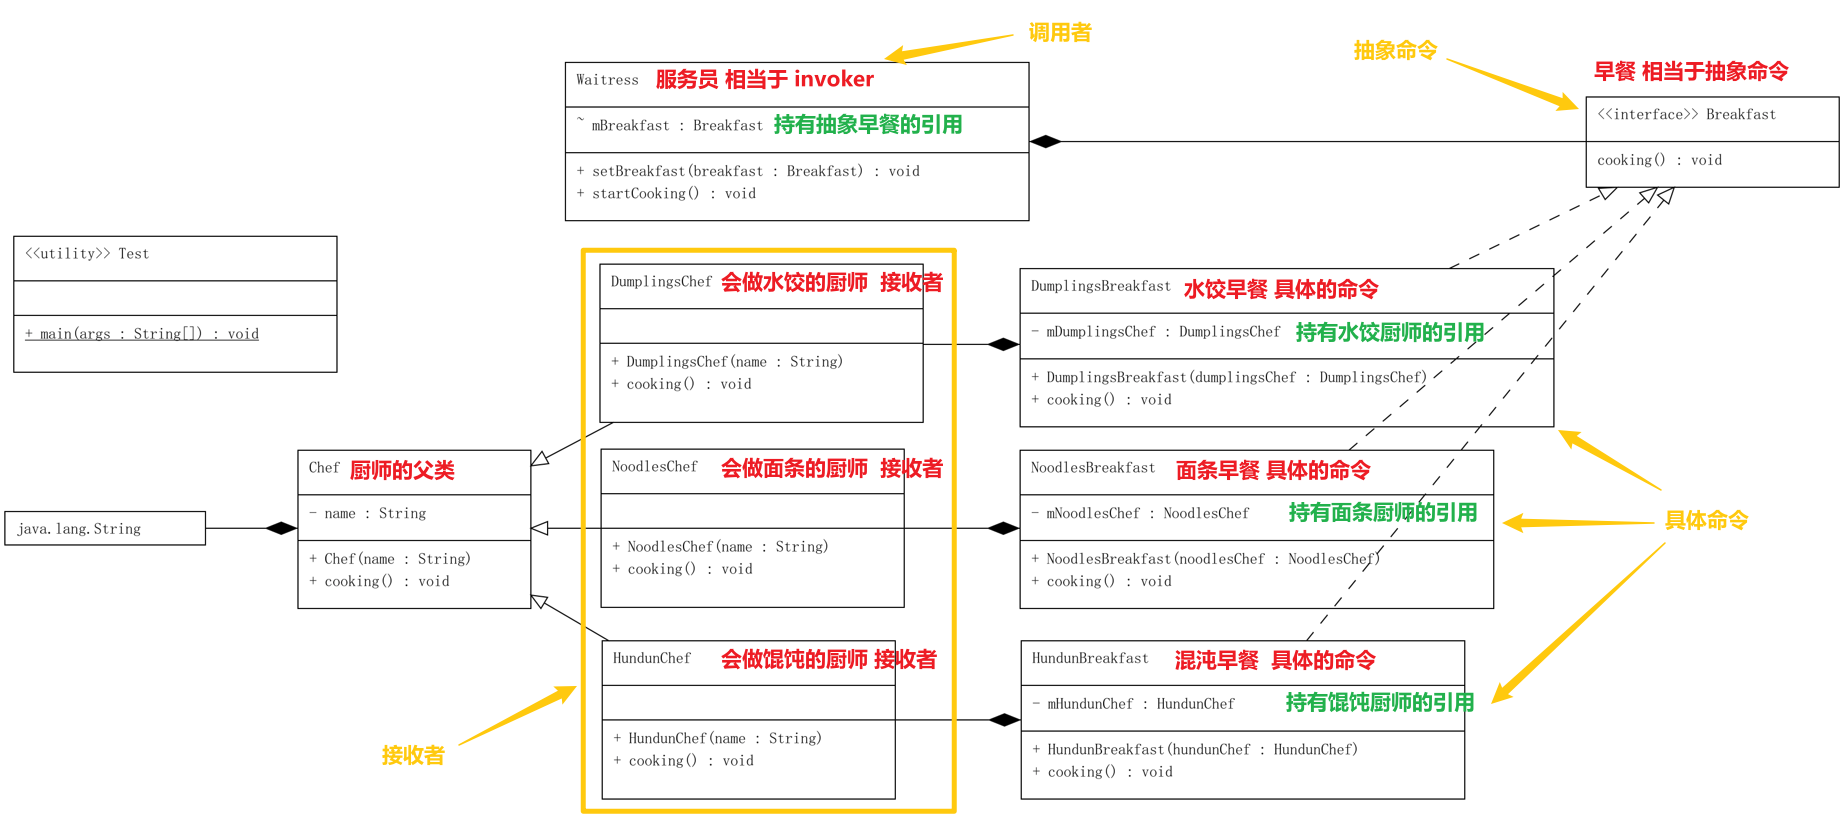 调用者
抽象命令
早餐 相当于抽象命令
Waitress 服务员 相当于 invoker
~ mBreakfast : Breakfast 持有抽象早餐的引用
+ setBreakfast(breakfast : Breakfast) : void
+ startCooking() : void
<<interface>> Breakfast
cooking() : void
<<utility>> Test
+ main(args : String[]) : void
DumplingsChef 会做水饺的厨师 接收者
+ DumplingsChef(name : String)
+ cooking() : void
DumplingsBreakfast 水饺早餐 具体的命令
- mDumplingsChef : DumplingsChef 持有水饺厨师的引用
+ DumplingsBreakfast(dumplingsChef : DumplingsChef)
+ cooking() : void
Chef 厨师的父类
- name : String
+ Chef(name : String)
+ cooking() : void
java.lang.String
NoodlesChef 会做面条的厨师 接收者
+ NoodlesChef(name : String)
+ cooking() : void
NoodlesBreakfast 面条早餐 具体的命令
- mNoodlesChef : NoodlesChef 持有面条厨师的引用
+ NoodlesBreakfast(noodlesChef : NoodlesChef)
+ cooking() : void
具体命令
HundunChef 会做馄饨的厨师 接收者
+ HundunChef(name : String)
+ cooking() : void
HundunBreakfast 混沌早餐 具体的命令
- mHundunChef : HundunChef 持有馄饨厨师的引用
+ HundunBreakfast(hundunChef : HundunChef)
+ cooking() : void
接收者